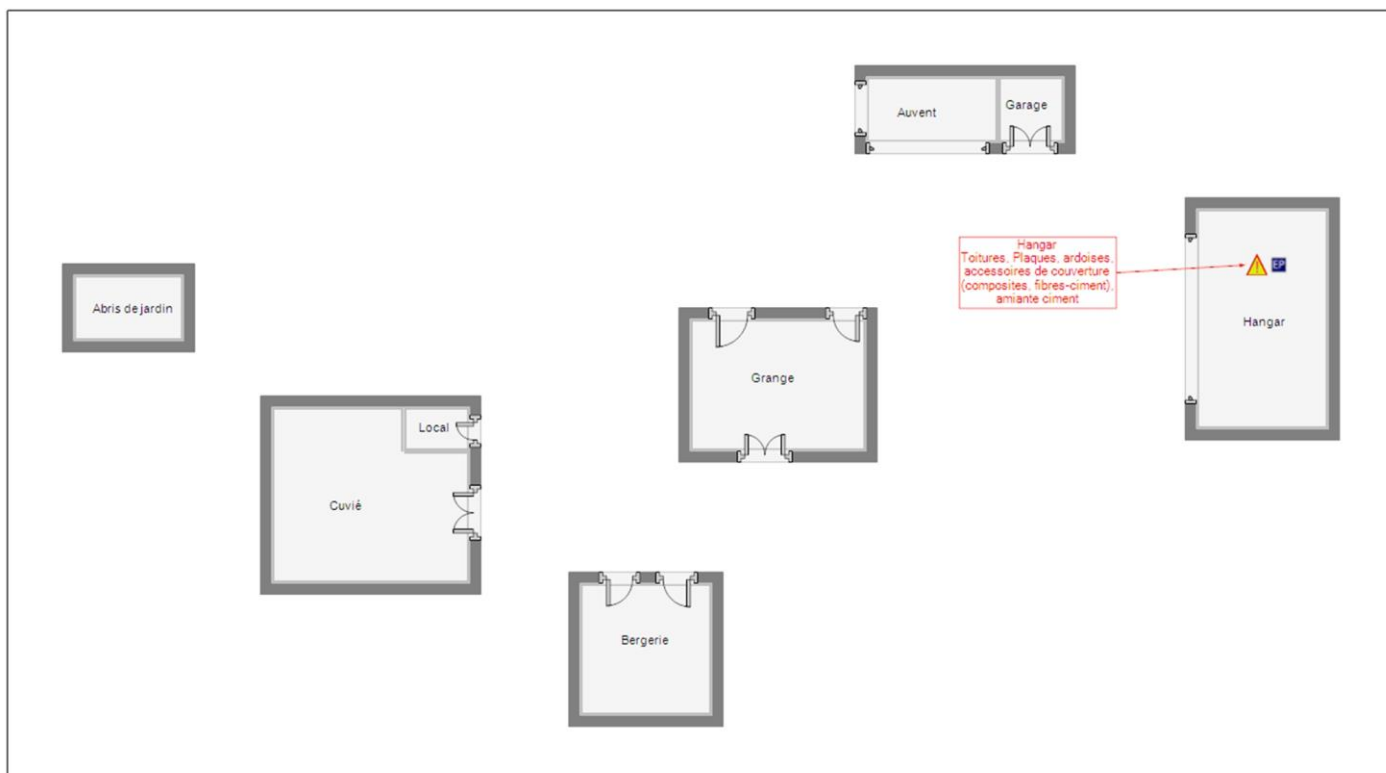 Auvent
Garage
Hangar
Toitures, Plaques, ardoises,
accessoires de couverture
(composites, fibres-ciment),
amiante ciment
EP
Hangar
Abris de jardin
Grange
Local
Cuvié
Bergerie